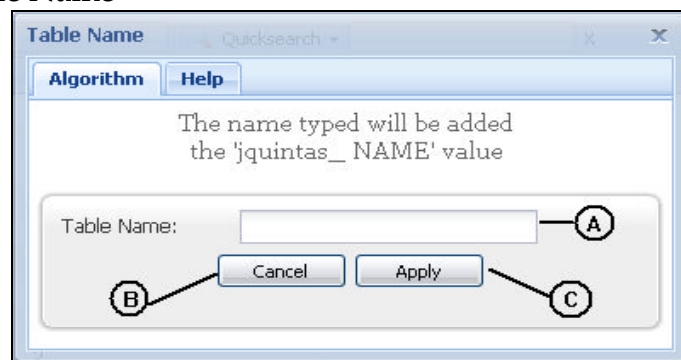 Table Name
Quicksearch
x
x
Algorithm Help
The name typed will be added
the 'jquintas_ NAME' value
Table Name:
A
Cancel Apply
B
C